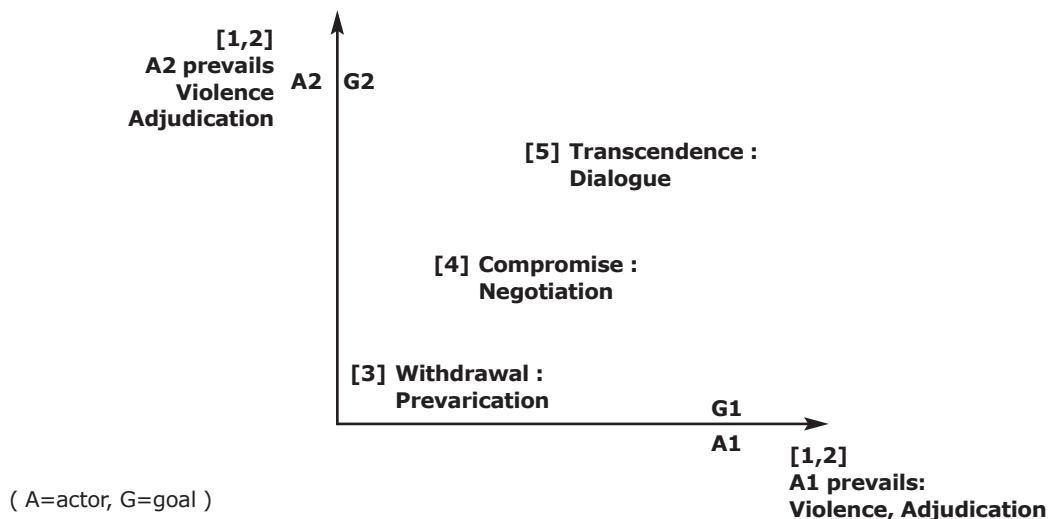 [1,2]
A2 prevails
Violence
Adjudication
A2 G2
[5] Transcendence :
Dialogue
[4] Compromise :
Negotiation
[3] Withdrawal :
Prevarication
G1
A1
[1,2]
A1 prevails:
Violence, Adjudication
( A=actor, G=goal )